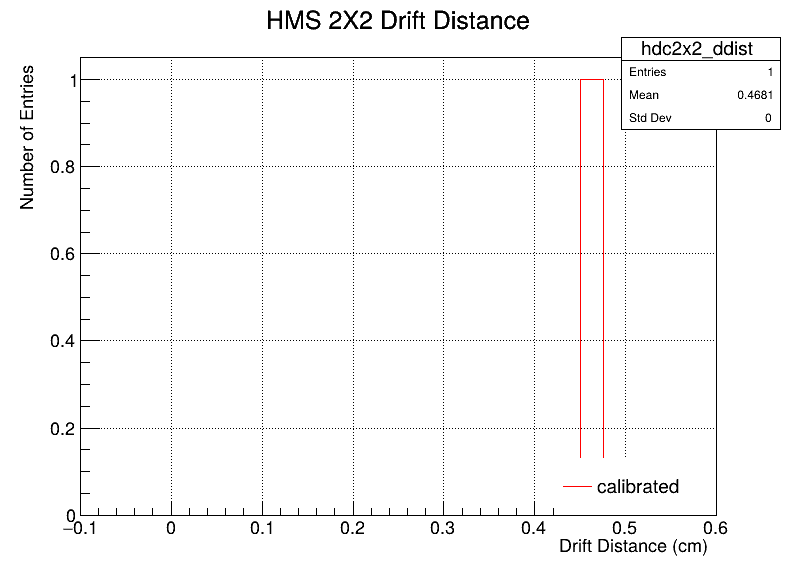 HMS 2X2 Drift Distance
hdc2x2_ddist
Entries 1
Mean 0.4681
Std Dev 0
Number of Entries
1
0.8
0.6
0.4
0.2
0
−0.1 0 0.1 0.2 0.3 0.4 0.5 0.6
calibrated
Drift Distance (cm)